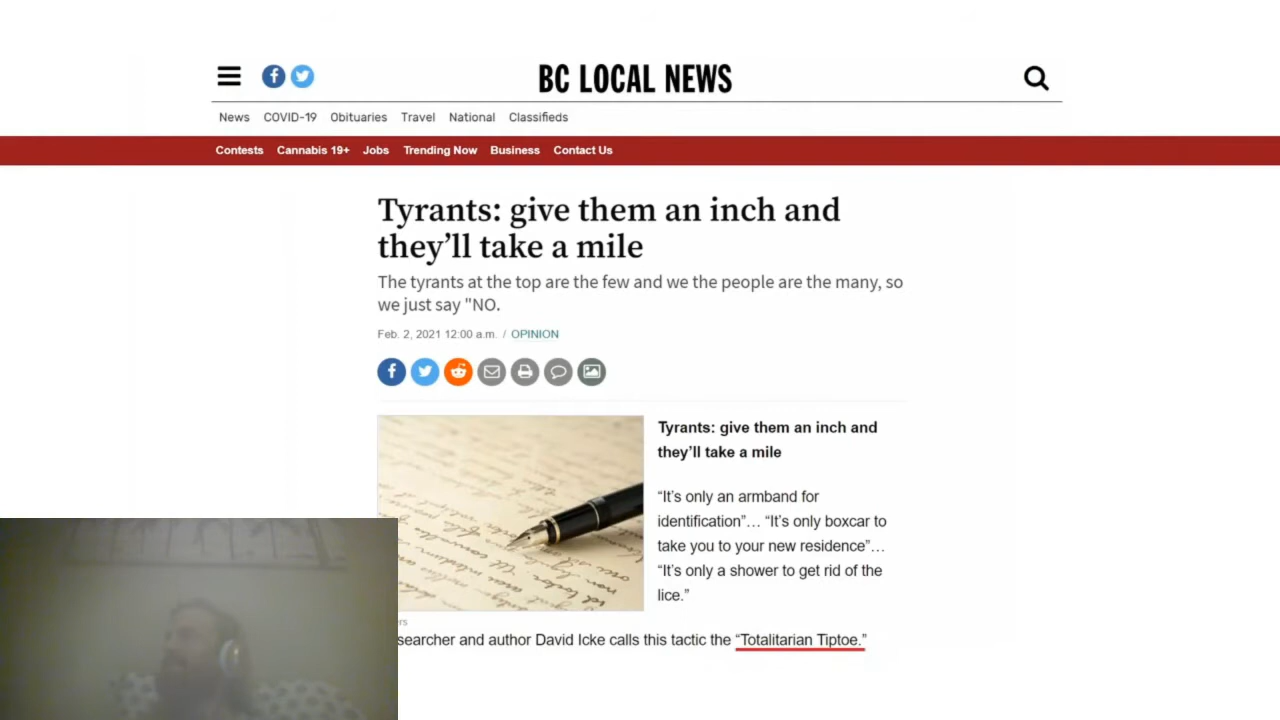 BC LOCAL NEWS
News COVID-19 Obituaries Travel National Classifieds
Contests Cannabis 19+ Jobs Trending Now Business Contact Us
Tyrants: give them an inch and
they’ll take a mile
The tyrants at the top are the few and we the people are the many, so
we just say "NO.
Feb. 2, 2021 12:00 a.m. / OPINION
Tyrants: give them an inch and
they’ll take a mile
“It’s only an armband for
identification”… “It’s only boxcar to
take you to your new residence”…
“It’s only a shower to get rid of the
lice.”
searcher and author David Icke calls this tactic the “Totalitarian Tiptoe.”